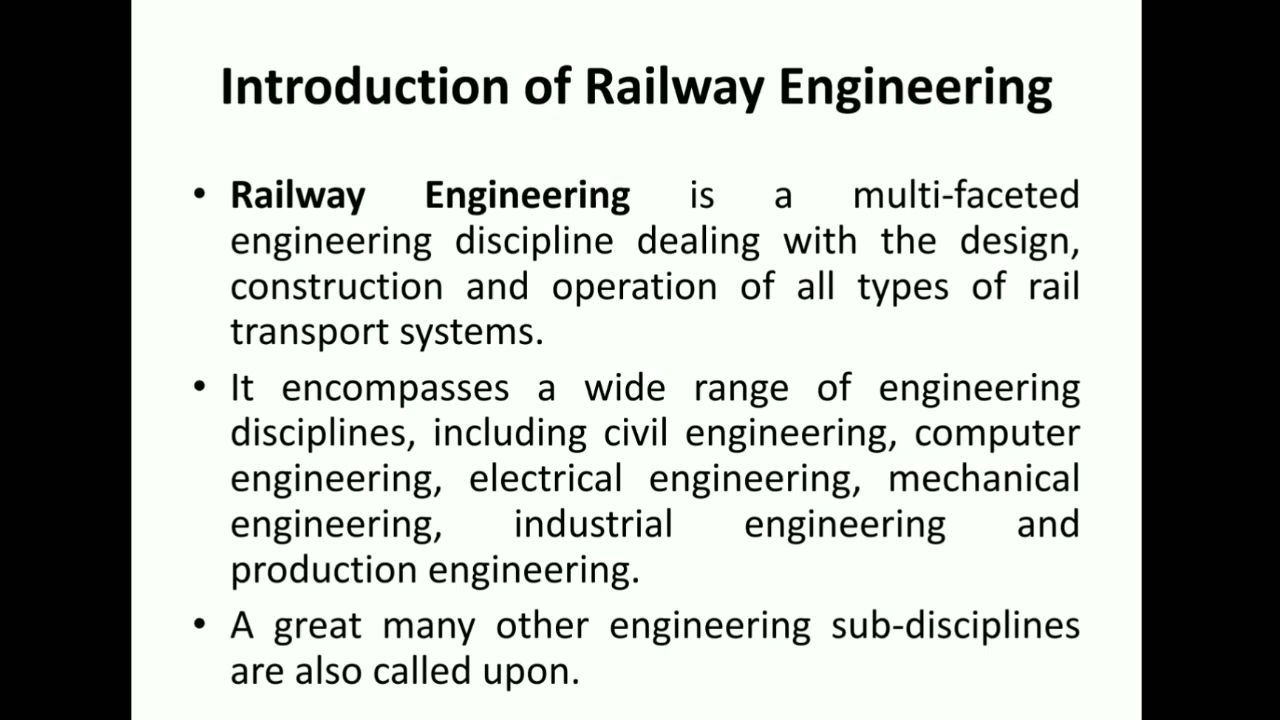 Introduction of Railway Engineering
• Railway Engineering is a multi-faceted
engineering discipline dealing with the design,
construction and operation of all types of rail
transport systems.
• It encompasses a wide range of engineering
disciplines, including civil engineering, computer
engineering, electrical engineering, mechanical
engineering, industrial engineering and
production engineering.
• A great many other engineering sub-disciplines
are also called upon.